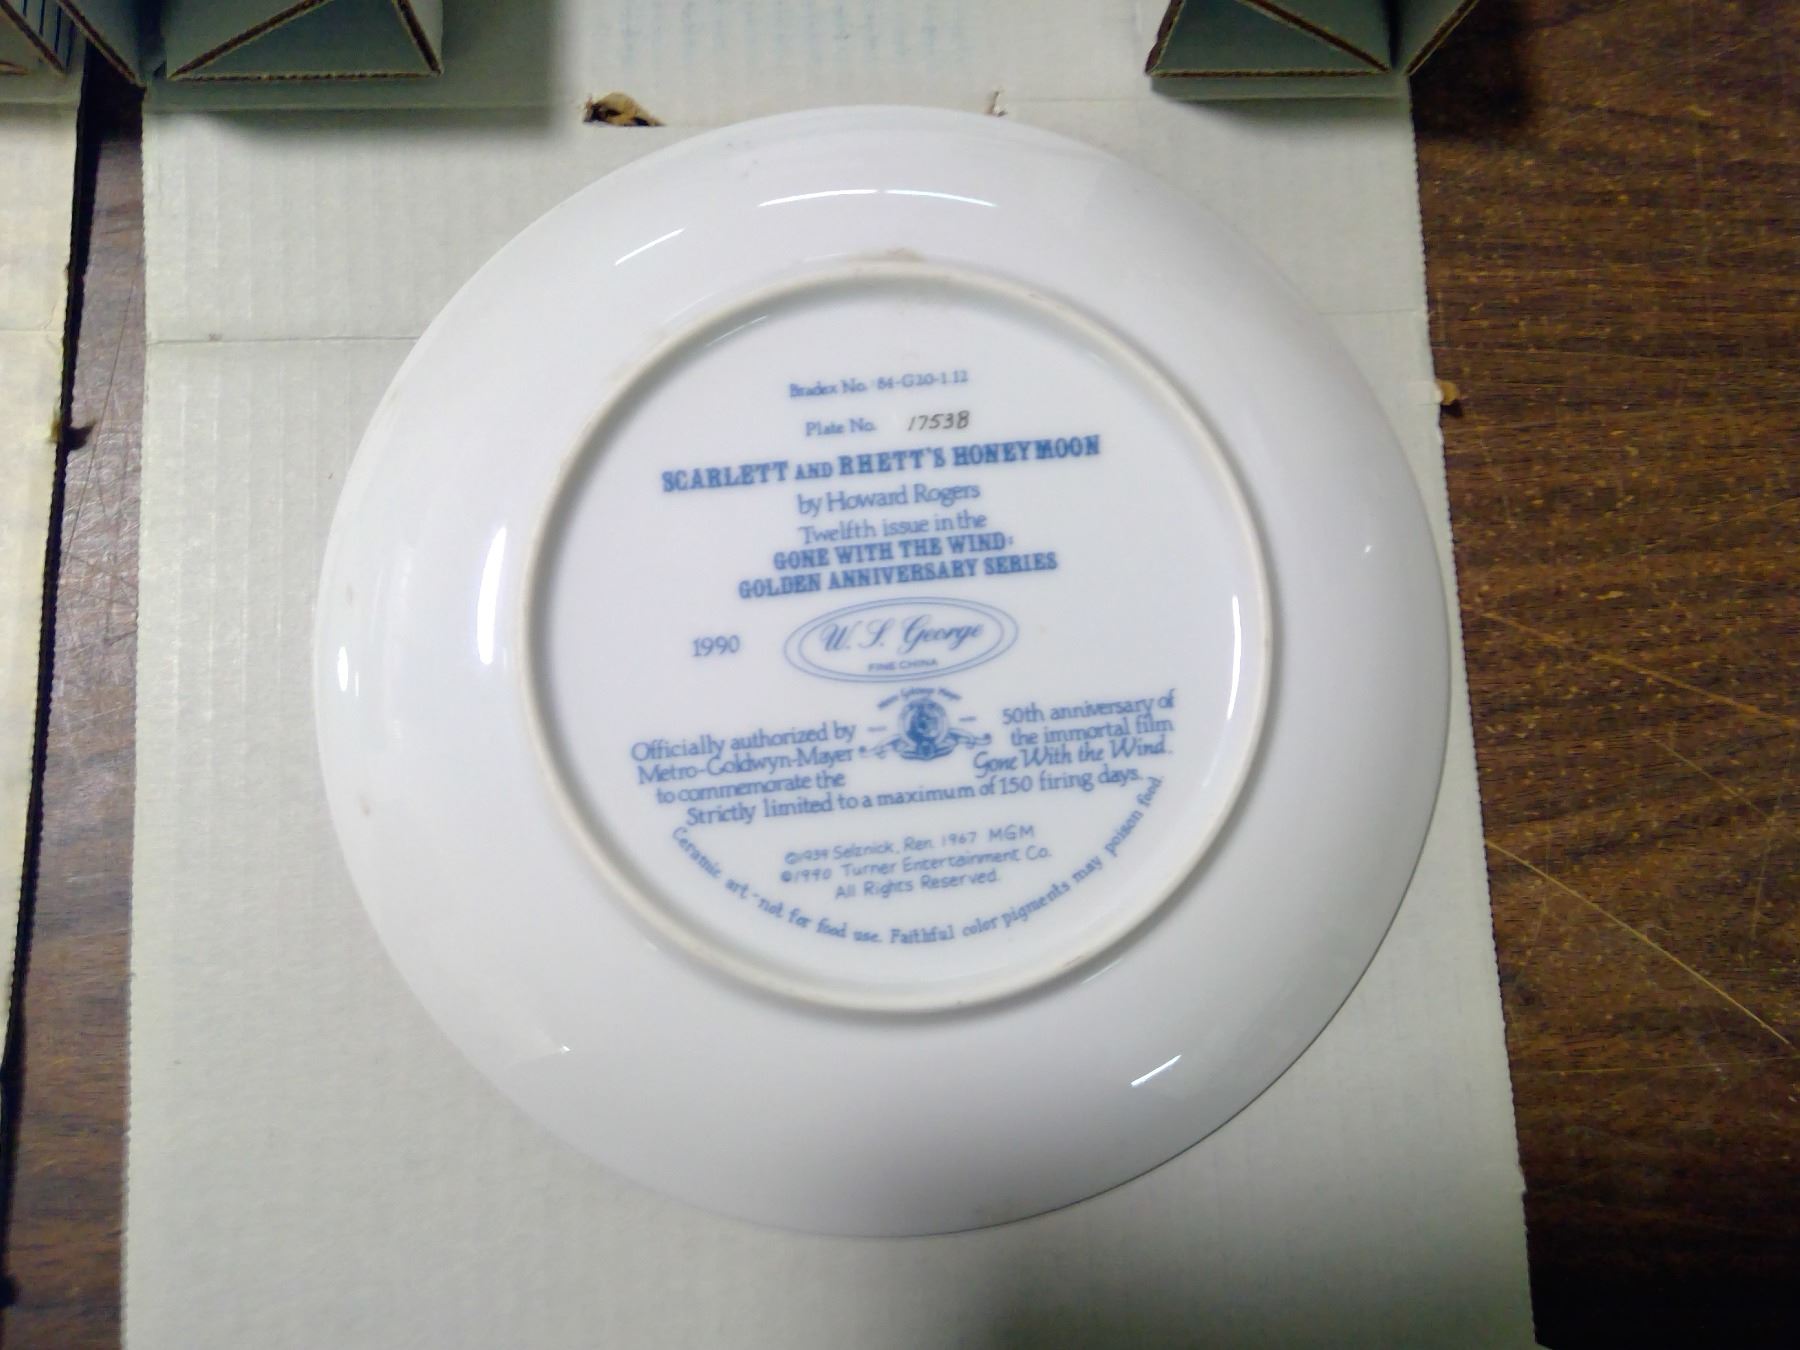 Bradex No. 84-G20-1.12
Plate No. 17538
SCARLETT AND RHETT'S HONEYMOON
by Howard Rogers
Twelfth issue in the
GONE WITH THE WIND:
GOLDEN ANNIVERSARY SERIES
1990
W. S. George
FINE CHINA
Metro Goldwyn Mayer
Officially authorized by
Metro-Goldwyn-Mayer
to commemorate the
50th anniversary of
the immortal film
Gone With the Wind.
Strictly limited to a maximum of 150 firing days.
©1939 Selznick, Ren. 1967 MGM
©1990 Turner Entertainment Co.
All Rights Reserved.
Ceramic art-not for food use. Faithful color pigments may poison food.